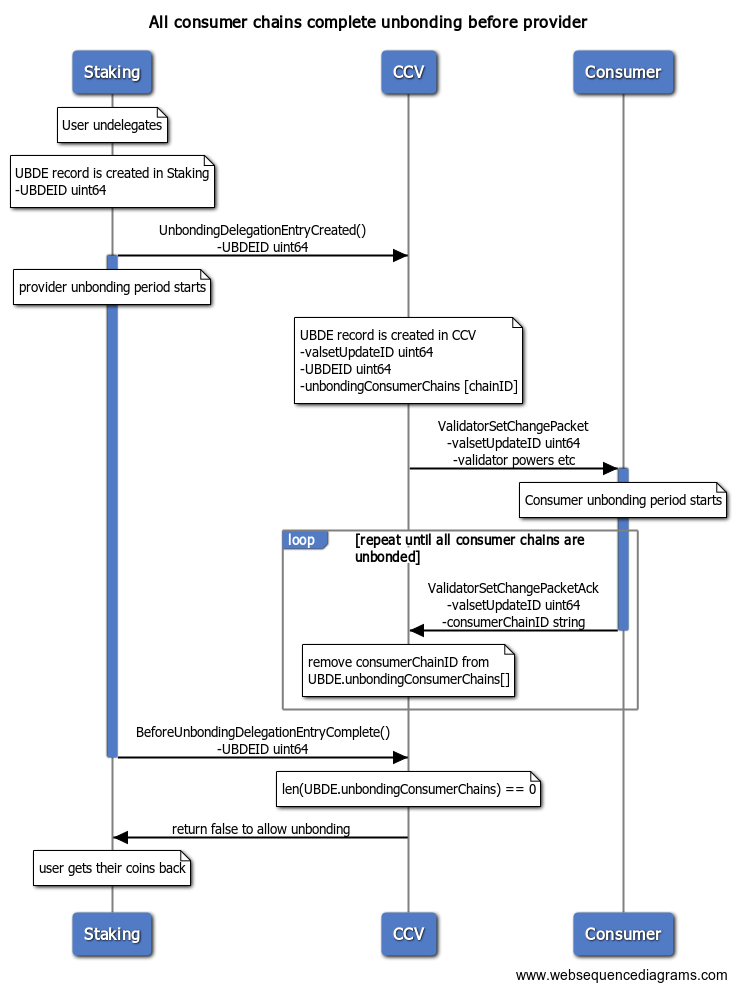 All consumer chains complete unbonding before provider
Staking
CCV
Consumer
User undelegates
UBDE record is created in Staking
-UBDEID uint64
UnbondingDelegationEntryCreated()
-UBDEID uint64
provider unbonding period starts
UBDE record is created in CCV
-valsetUpdateID uint64
-UBDEID uint64
-unbondingConsumerChains [chainID]
ValidatorSetChangePacket
-valsetUpdateID uint64
-validator powers etc
Consumer unbonding period starts
loop
[repeat until all consumer chains are
unbonded]
ValidatorSetChangePacketAck
-valsetUpdateID uint64
-consumerChainID string
remove consumerChainID from
UBDE.unbondingConsumerChains[]
BeforeUnbondingDelegationEntryComplete()
-UBDEID uint64
len(UBDE.unbondingConsumerChains) == 0
return false to allow unbonding
user gets their coins back
Staking
CCV
Consumer
www.websequencediagrams.com